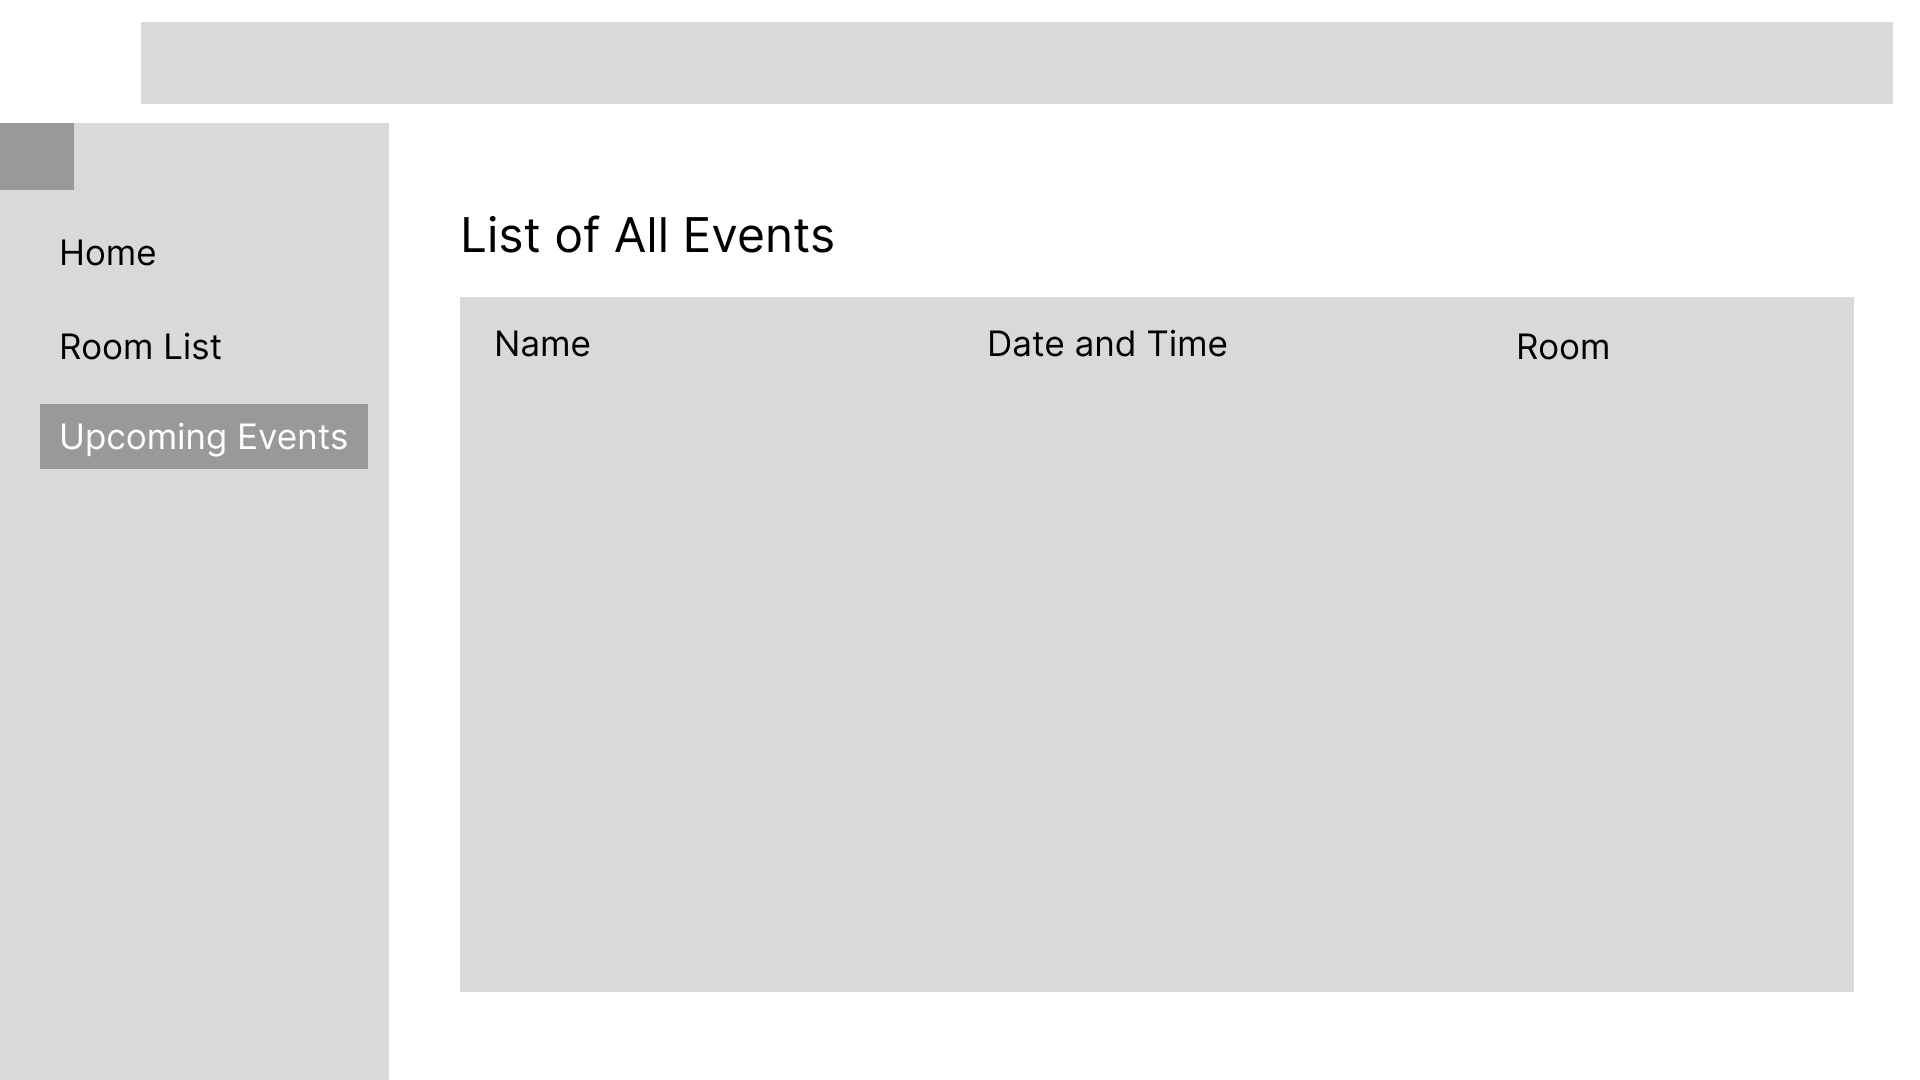 Home
Room List
Upcoming Events
List of All Events
Name Date and Time Room